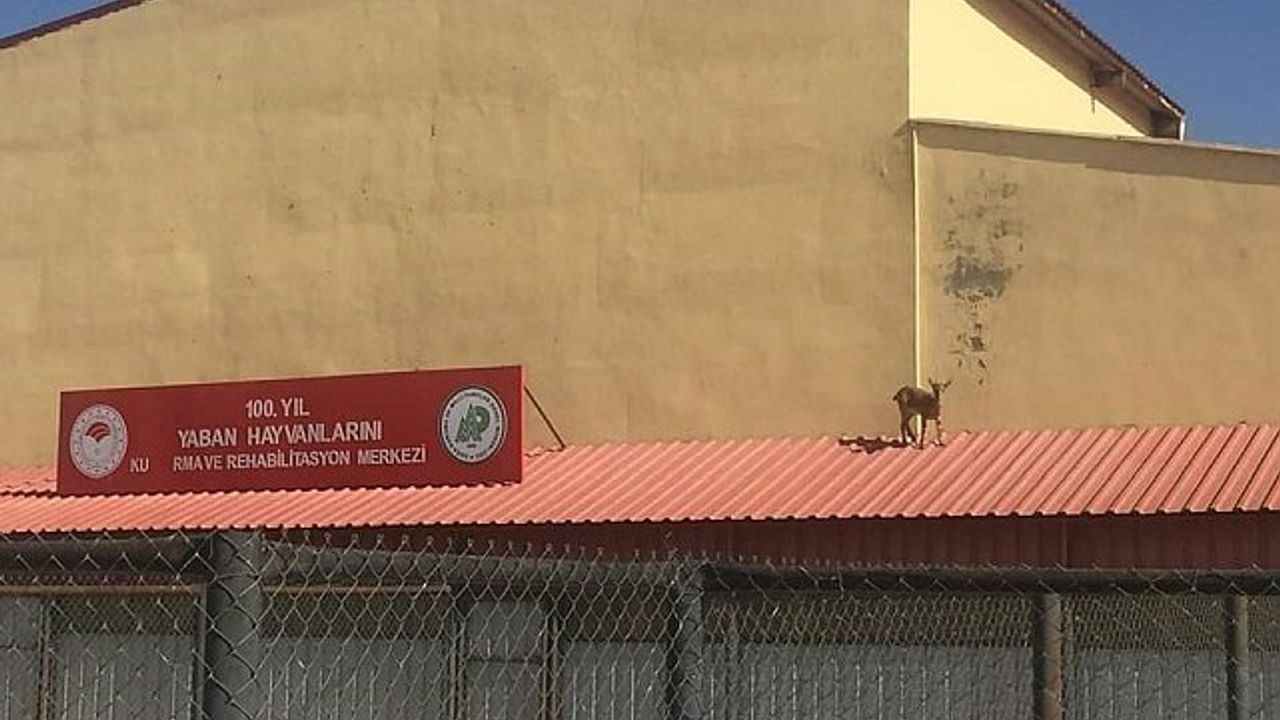 100. YIL
YABAN HAYVANLARINI
KU RMA VE REHABİLİTASYON MERKEZİ